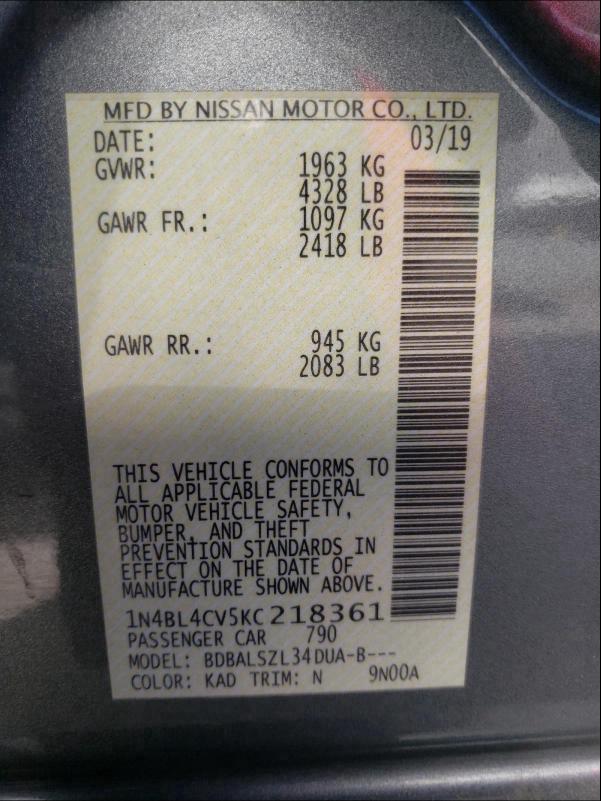 MFD BY NISSAN MOTOR CO., LTD.
DATE: 03/19
GVWR: 1963 KG
4328 LB
GAWR FR.: 1097 KG
2418 LB
GAWR RR.: 945 KG
2083 LB
THIS VEHICLE CONFORMS TO
ALL APPLICABLE FEDERAL
MOTOR VEHICLE SAFETY,
BUMPER, AND THEFT
PREVENTION STANDARDS IN
EFFECT ON THE DATE OF
MANUFACTURE SHOWN ABOVE.
1N4BL4CV5KC218361
PASSENGER CAR 790
MODEL: BDBALSZL34DUA-B---
COLOR: KAD TRIM: N 9N00A